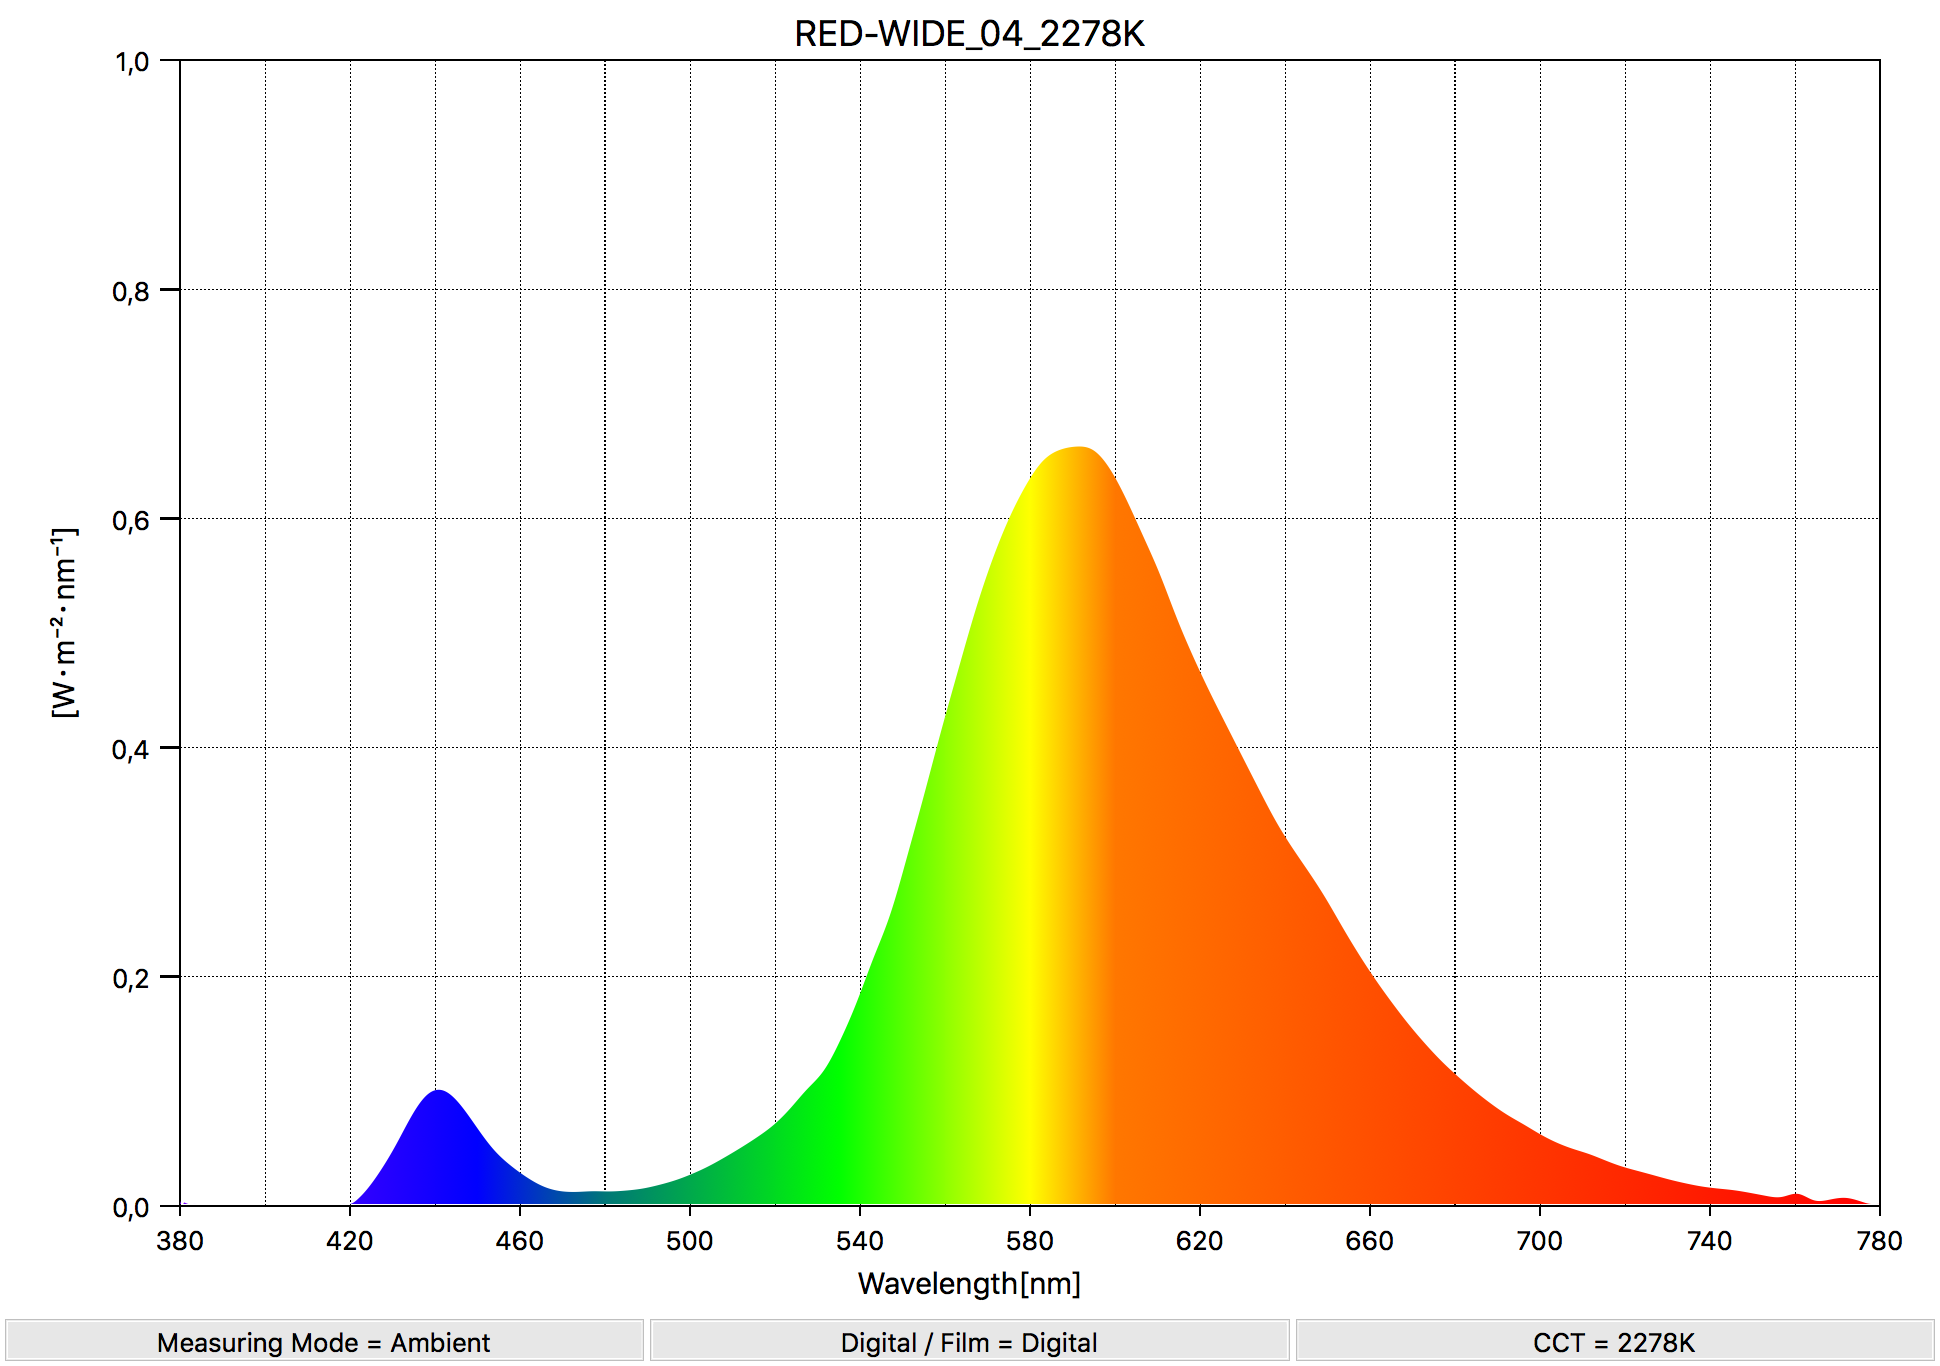 RED-WIDE_04_2278K
1,0
0,8
0,6
0,4
0,2
0,0
[W·m⁻²·nm⁻¹]
380 420 460 500 540 580 620 660 700 740 780
Wavelength[nm]
Measuring Mode = Ambient
Digital / Film = Digital
CCT = 2278K